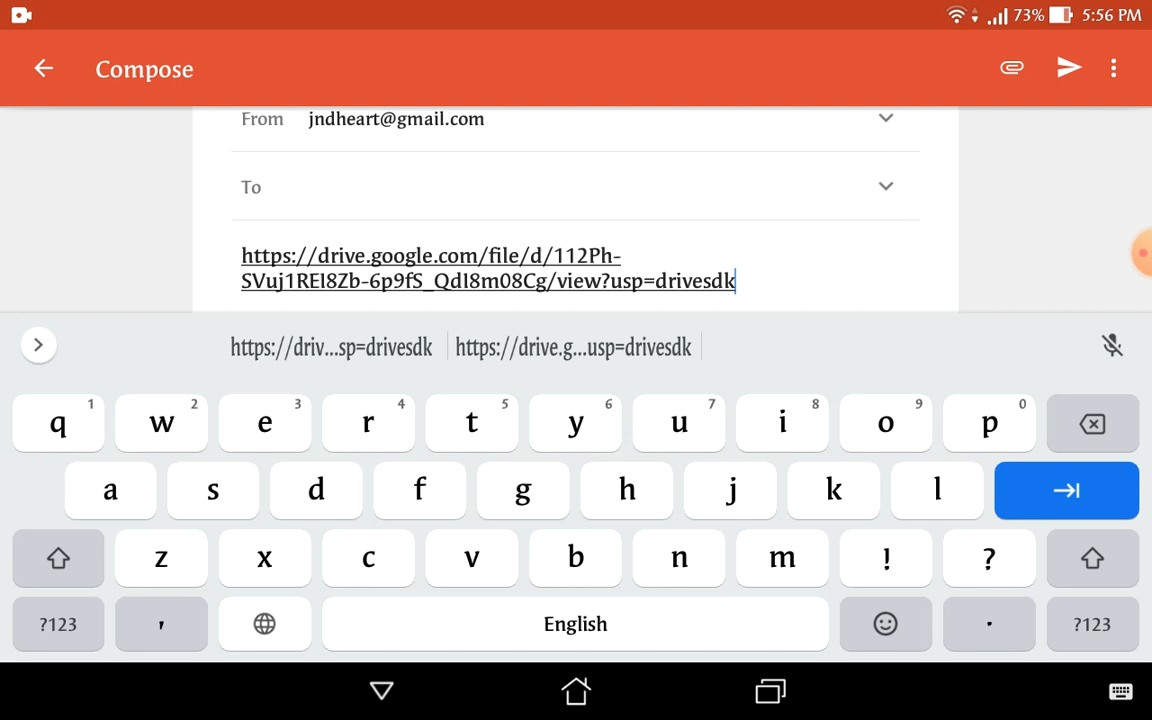 73% 5:56 PM
Compose
From jndheart@gmail.com
To
https://drive.google.com/file/d/112Ph-
SVuj1REl8Zb-6p9fS_Qdl8m08Cg/view?usp=drivesdk
https://driv...sp=drivesdk https://drive.g...usp=drivesdk
q 1 w 2 e 3 r 4 t 5 y 6 u 7 i 8 o 9 p 0
a s d f g h j k l
z x c v b n m ! ?
?123 , English . ?123